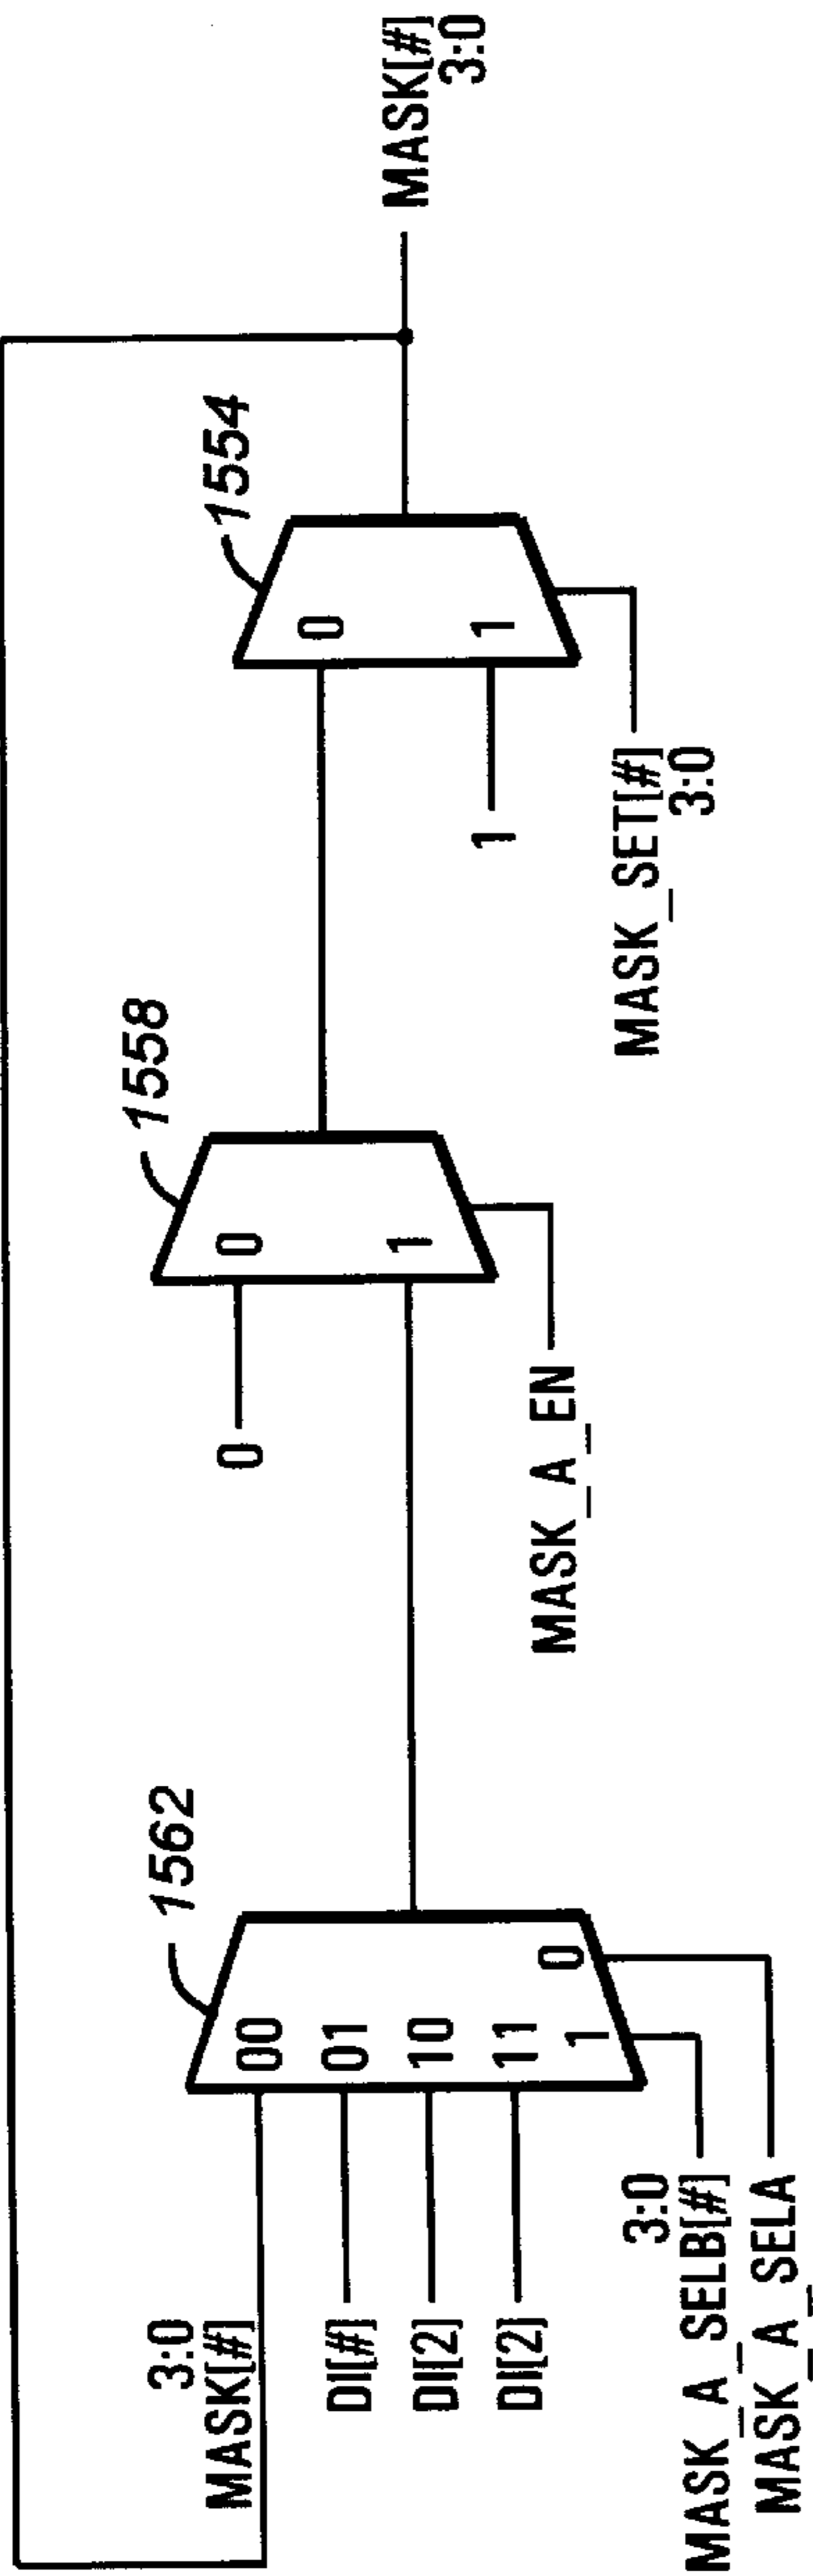 3:0
MASK[#]
DI[#]
DI[2]
DI[2]
3:0
MASK_A_SELB[#]
MASK_A_SELA
1562
00
01
10
11
1
0
0
MASK_A_EN
1558
0
1
1
MASK_SET[#]
3:0
1554
0
1
MASK[#]
3:0